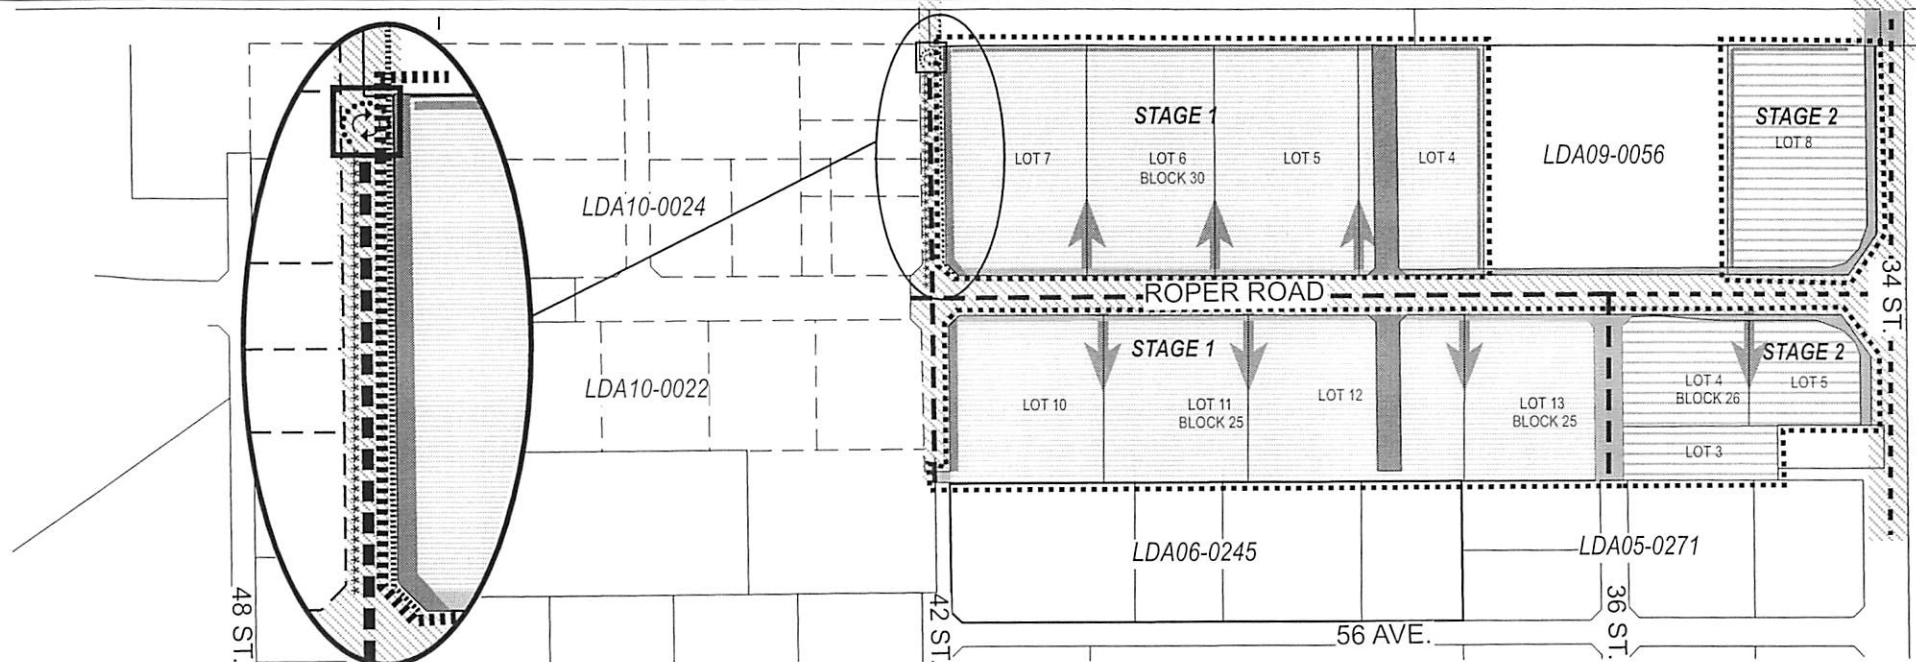 STAGE 1
STAGE 2
LOT 8
LOT 7
LOT 6
BLOCK 30
LOT 5
LOT 4
LDA09-0056
LDA10-0024
34 ST.
ROPER ROAD
STAGE 1
STAGE 2
LDA10-0022
LOT 10
LOT 11
BLOCK 25
LOT 12
LOT 13
BLOCK 25
LOT 4
BLOCK 26
LOT 5
LOT 3
LDA06-0245
LDA05-0271
48 ST.
42 ST.
36 ST.
56 AVE.